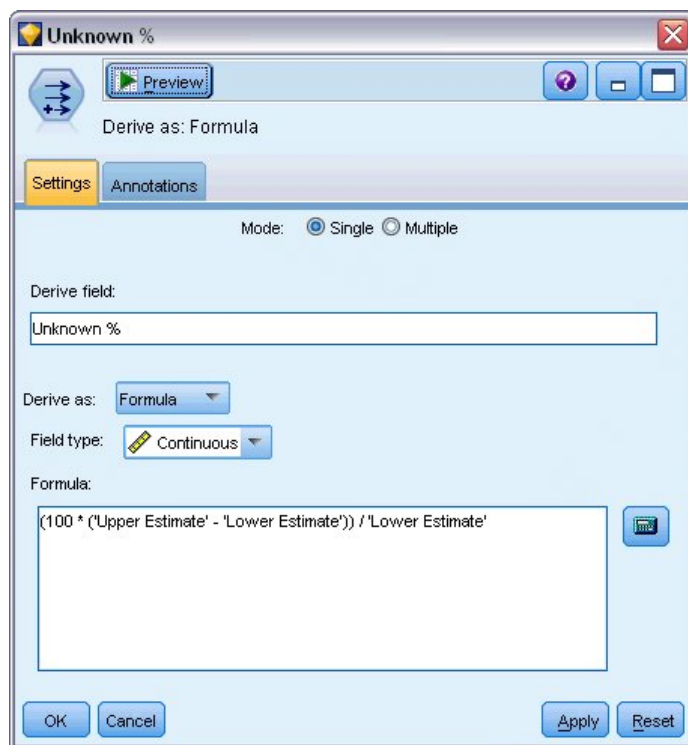 Unknown %
Preview
Derive as: Formula
Settings Annotations
Mode: Single Multiple
Derive field:
Unknown %
Derive as: Formula
Field type: Continuous
Formula:
(100 * ('Upper Estimate' - 'Lower Estimate')) / 'Lower Estimate'
OK Cancel Apply Reset